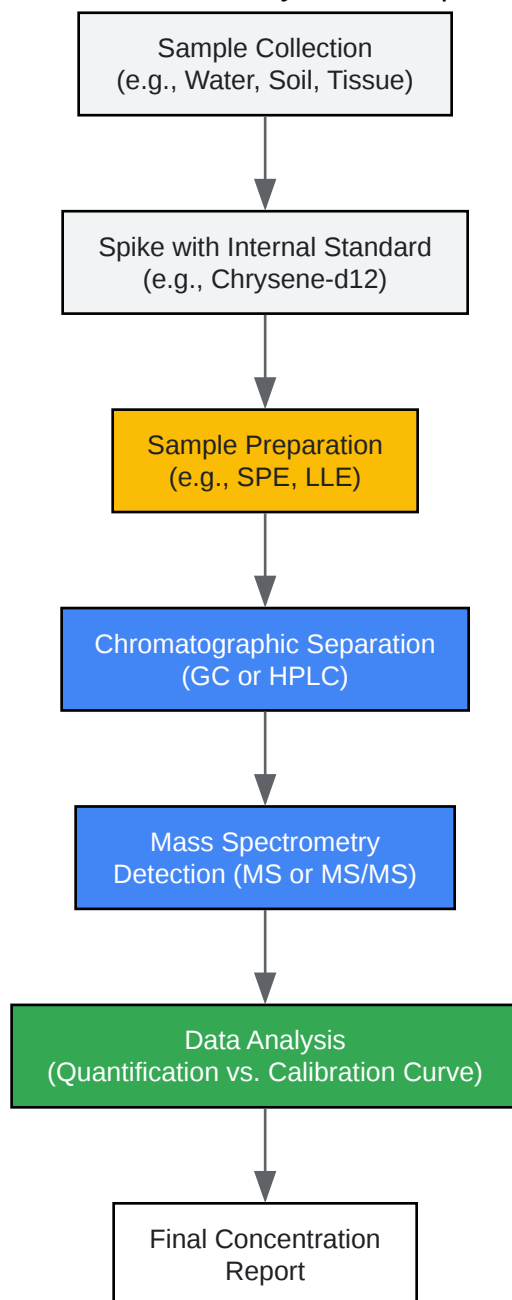 Sample Collection
(e.g., Water, Soil, Tissue)
Spike with Internal Standard
(e.g., Chrysene-d12)
Sample Preparation
(e.g., SPE, LLE)
Chromatographic Separation
(GC or HPLC)
Mass Spectrometry
Detection (MS or MS/MS)
Data Analysis
(Quantification vs. Calibration Curve)
Final Concentration
Report